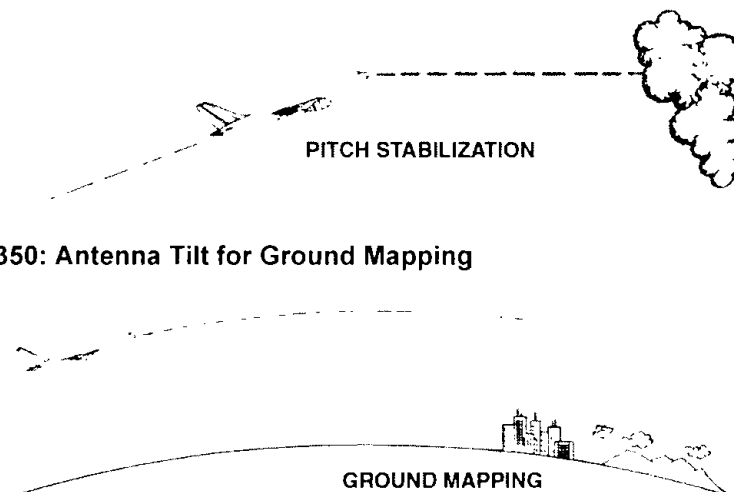 PITCH STABILIZATION
350: Antenna Tilt for Ground Mapping
GROUND MAPPING